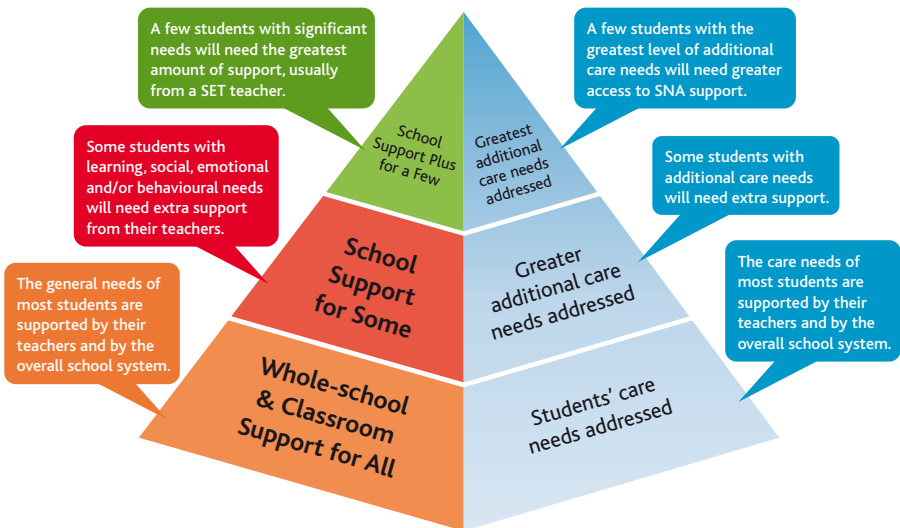 A few students with significant
needs will need the greatest
amount of support, usually
from a SET teacher.
A few students with the
greatest level of additional
care needs will need greater
access to SNA support.
School
Support Plus
for a Few
Greatest
additional
care needs
addressed
Some students with
learning, social, emotional
and/or behavioural needs
will need extra support
from their teachers.
Some students with
additional care needs
will need extra support.
School
Support
for Some
Greater
additional care
needs addressed
The general needs of
most students are
supported by their
teachers and by the
overall school system.
The care needs of
most students are
supported by their
teachers and by the
overall school system.
Whole-school
& Classroom
Support for All
Students’ care
needs addressed